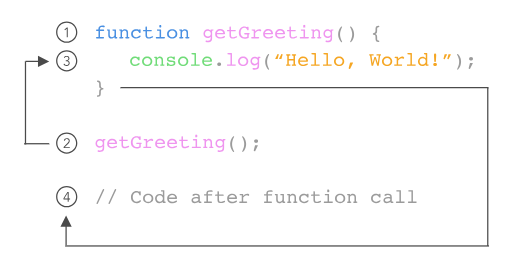 ① function getGreeting() {
③ console.log(“Hello, World!”);
}
② getGreeting();
④ // Code after function call